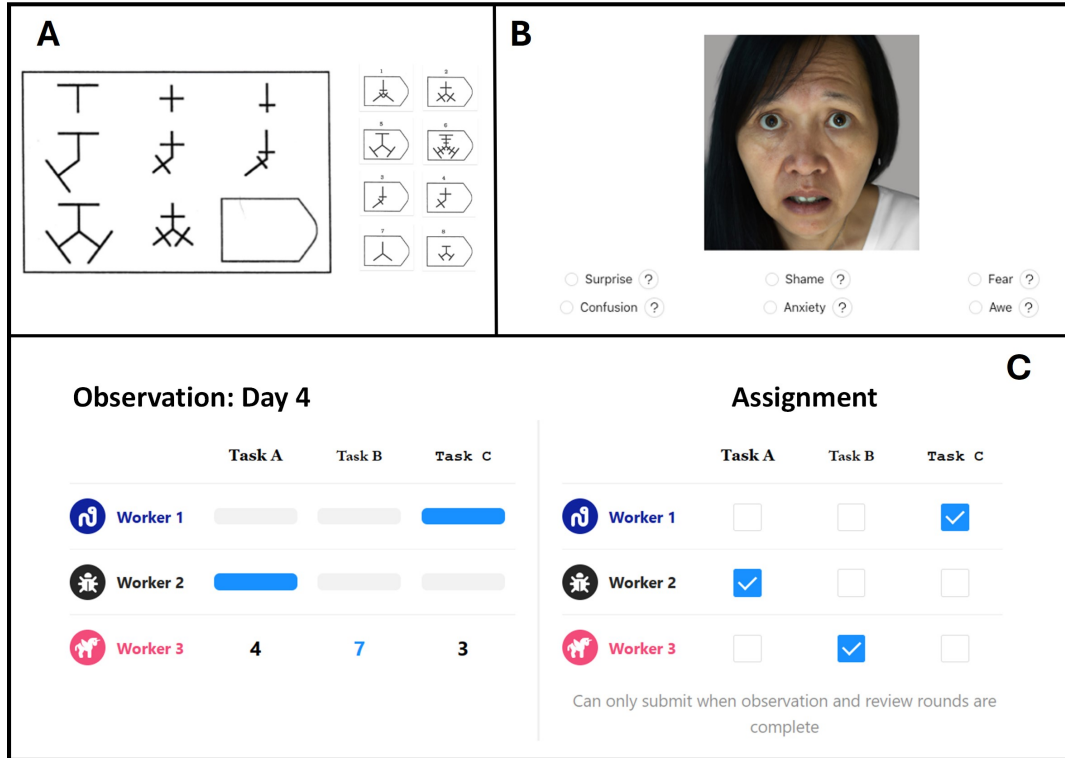 A
1 2
5 6
3 4
7 8
B
Surprise ? Shame ? Fear ?
Confusion ? Anxiety ? Awe ?
C
Observation: Day 4
Task A Task B Task C
Worker 1
Worker 2
Worker 3 4 7 3
Assignment
Task A Task B Task C
Worker 1
Worker 2
Worker 3
Can only submit when observation and review rounds are
complete